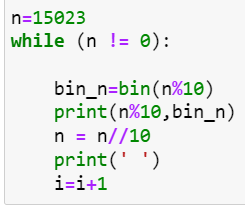 n=15023
while (n != 0):
bin_n=bin(n%10)
print(n%10,bin_n)
n = n//10
print(' ')
i=i+1